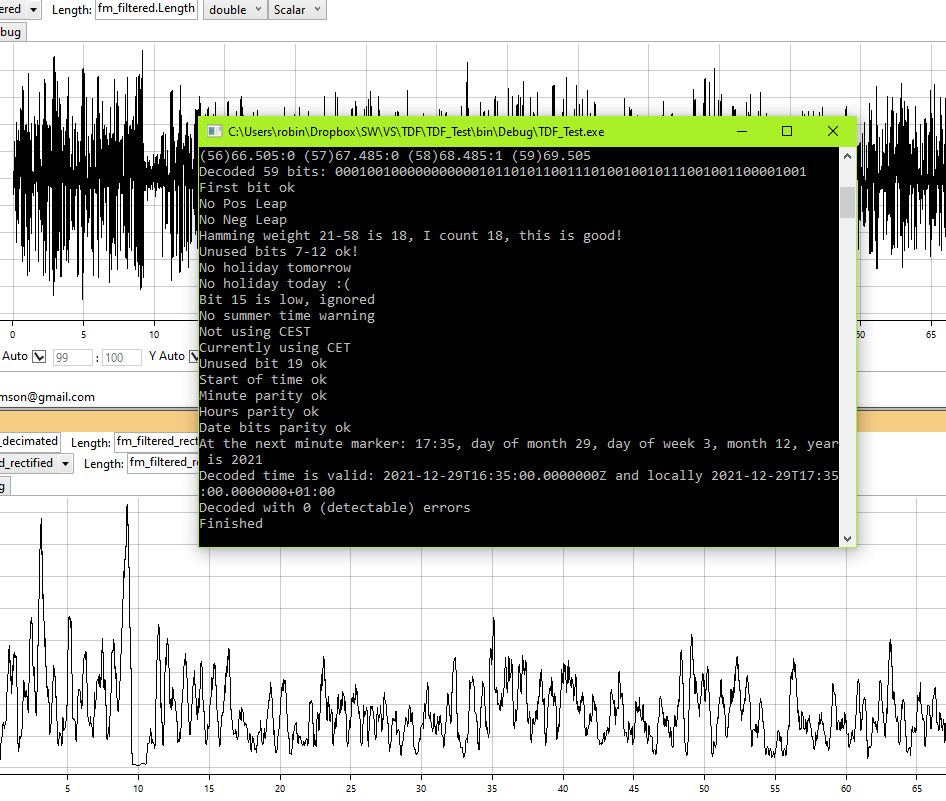 ered Length: fm_filtered.Length double Scalar
bug
C:\Users\robin\Dropbox\SW\VS\TDF\TDF_Test\bin\Debug\TDF_Test.exe
(56)66.505:0 (57)67.485:0 (58)68.485:1 (59)69.505
Decoded 59 bits: 00010010000000000010110101100111010010010111001001100001001
First bit ok
No Pos Leap
No Neg Leap
Hamming weight 21-58 is 18, I count 18, this is good!
Unused bits 7-12 ok!
No holiday tomorrow
No holiday today :(
Bit 15 is low, ignored
No summer time warning
Not using CEST
Currently using CET
Unused bit 19 ok
Start of time ok
Minute parity ok
Hours parity ok
Date bits parity ok
At the next minute marker: 17:35, day of month 29, day of week 3, month 12, year
is 2021
Decoded time is valid: 2021-12-29T16:35:00.0000000Z and locally 2021-12-29T17:35
:00.0000000+01:00
Decoded with 0 (detectable) errors
Finished
0 5 10 60 65
Auto 99 : 100 Y Auto
mson@gmail.com
_decimated Length: fm_filtered_rect
d_rectified Length: fm_filtered_r
g
5 10 15 20 25 30 35 40 45 50 55 60 65